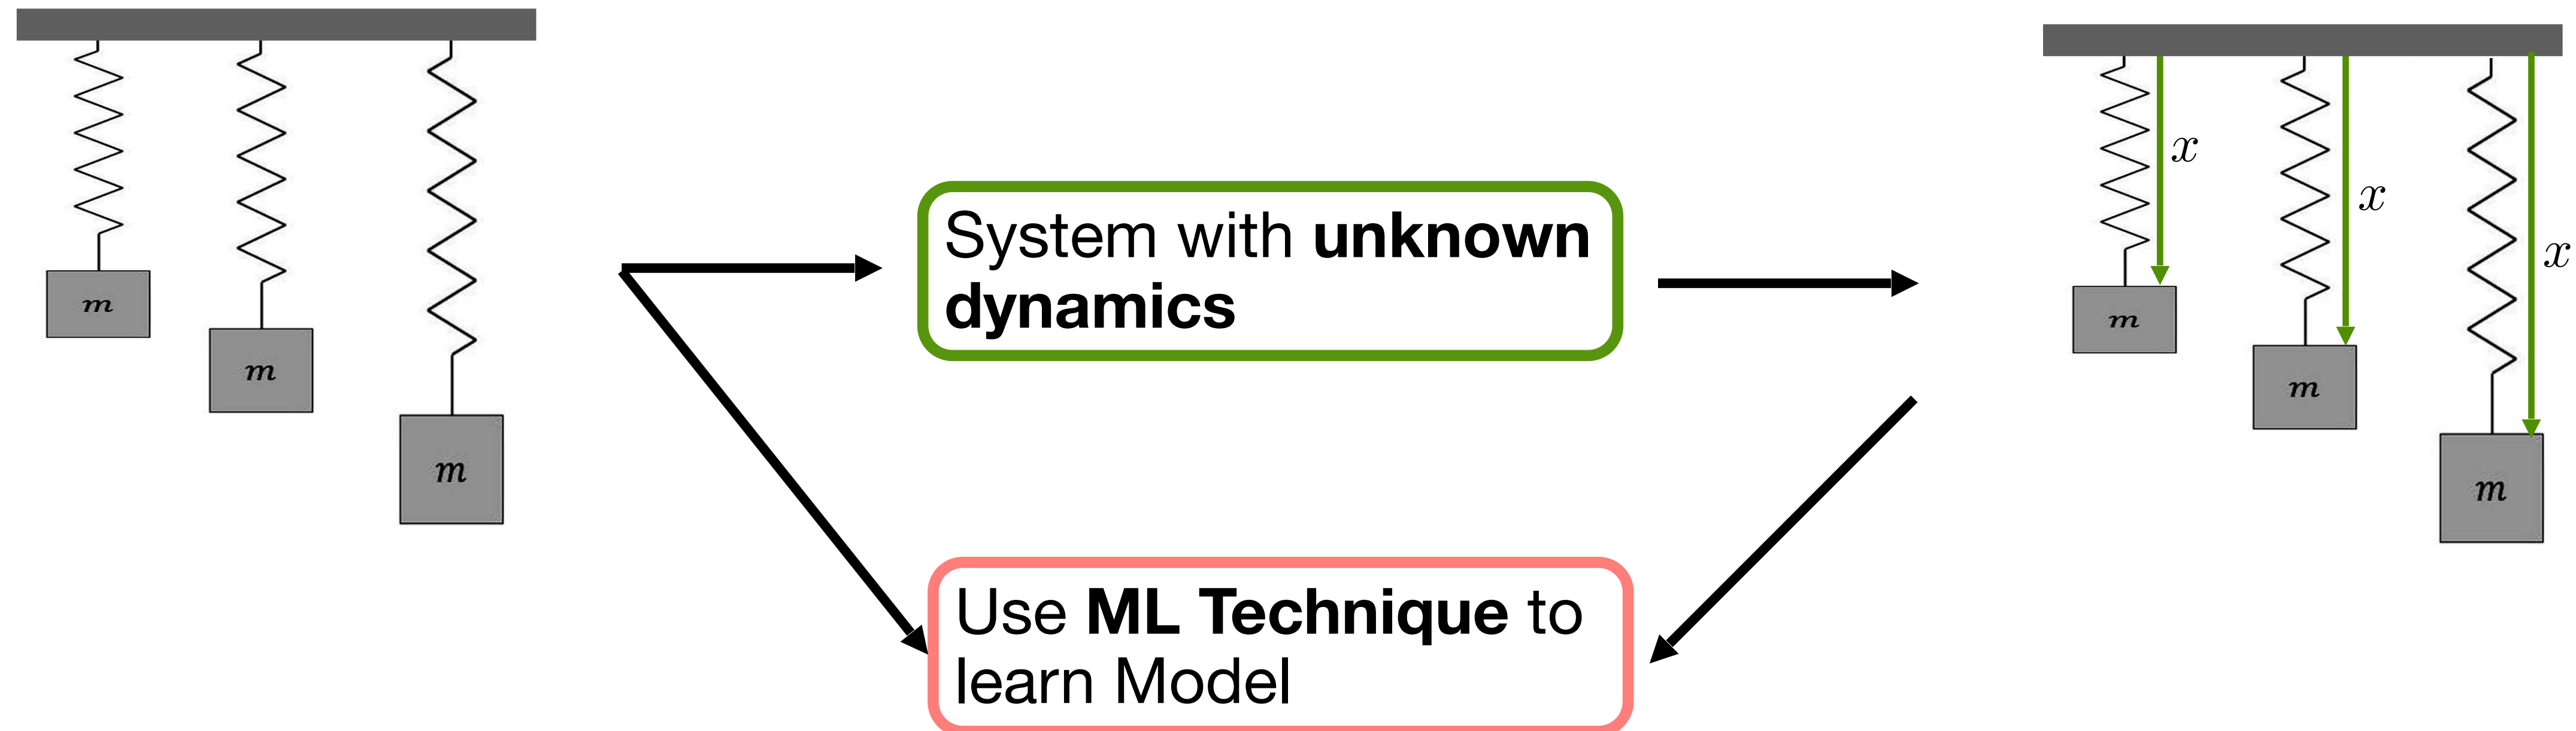 m
m
m
System with unknown
dynamics
Use ML Technique to
learn Model
x
x
x
m
m
m